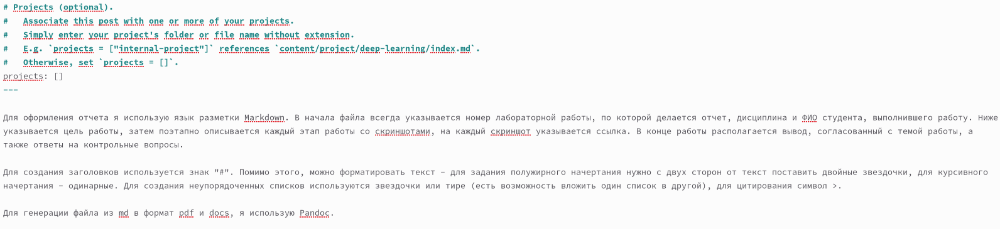 # Projects (optional).
#   Associate this post with one or more of your projects.
#   Simply enter your project's folder or file name without extension.
#   E.g. `projects = ["internal-project"]` references `content/project/deep-learning/index.md`.
#   Otherwise, set `projects = []`.
projects: []
---
Для оформления отчета я использую язык разметки Markdown. В начала файла всегда указывается номер лабораторной работы, по которой делается отчет, дисциплина и ФИО студента, выполнившего работу. Ниже
указывается цель работы, затем поэтапно описывается каждый этап работы со скриншотами, на каждый скриншот указывается ссылка. В конце работы располагается вывод, согласованный с темой работы, а
также ответы на контрольные вопросы.
Для создания заголовков используется знак "#". Помимо этого, можно форматировать текст - для задания полужирного начертания нужно с двух сторон от текст поставить двойные звездочки, для курсивного
начертания - одинарные. Для создания неупорядоченных списков используются звездочки или тире (есть возможность вложить один список в другой), для цитирования символ >.
Для генерации файла из md в формат pdf и docs, я использую Pandoc.